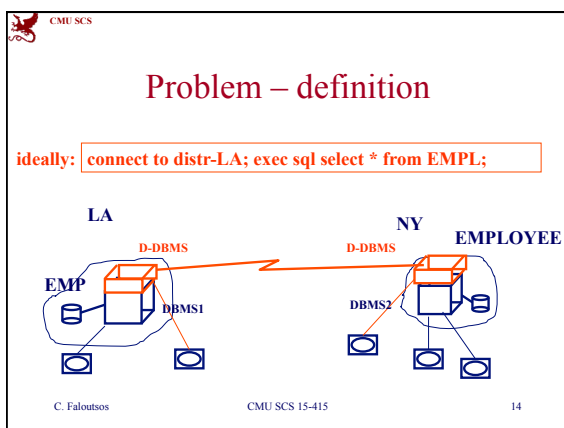 CMU SCS
Problem – definition
ideally: connect to distr-LA; exec sql select * from EMPL;
LA
NY
D-DBMS
D-DBMS
EMPLOYEE
EMP
DBMS1
DBMS2
C. Faloutsos
CMU SCS 15-415
14